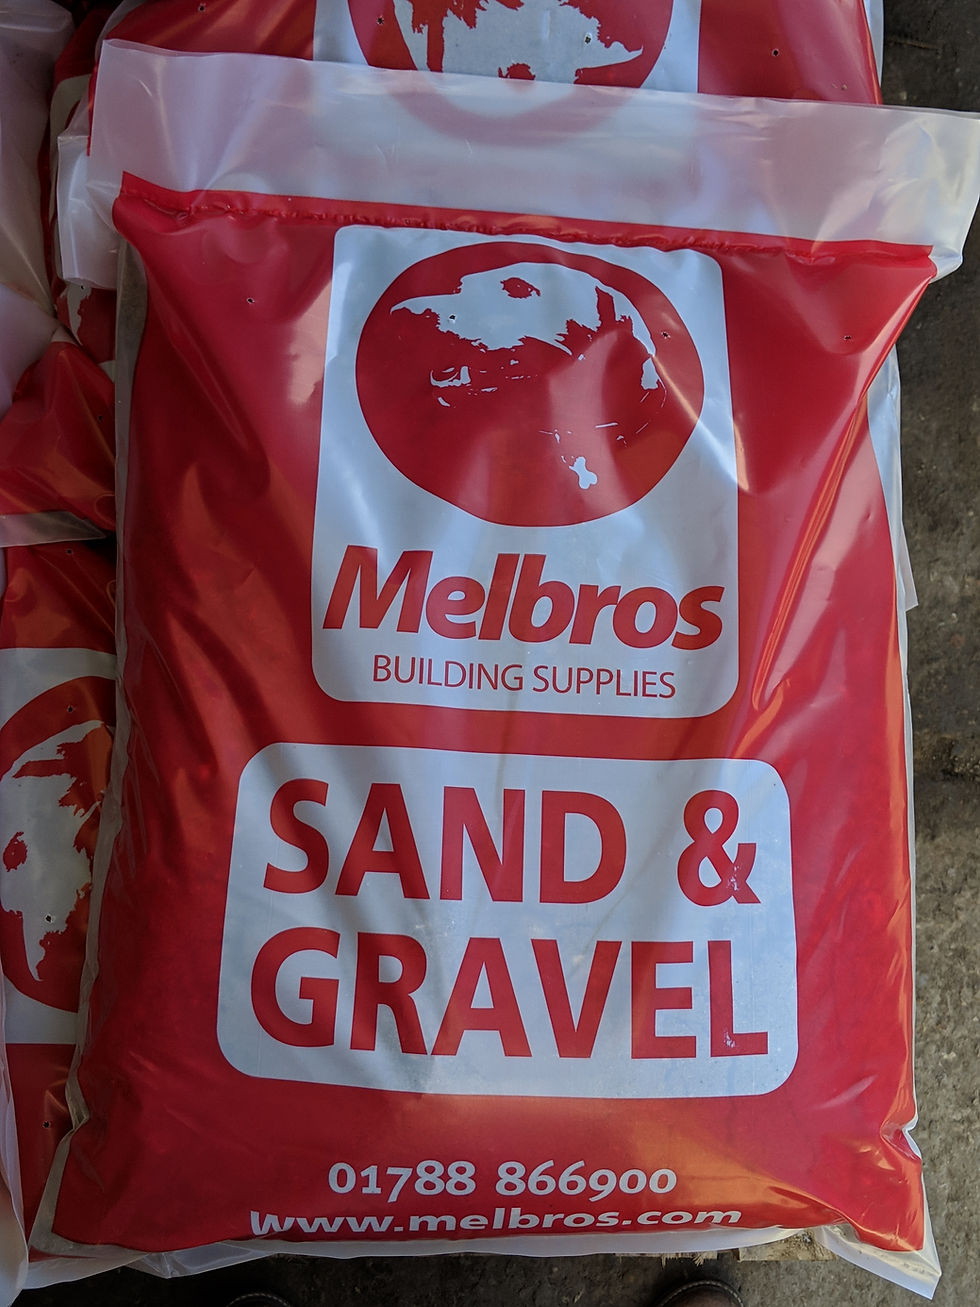 Melbros
BUILDING SUPPLIES
SAND &
GRAVEL
01788 866900
www.melbros.com